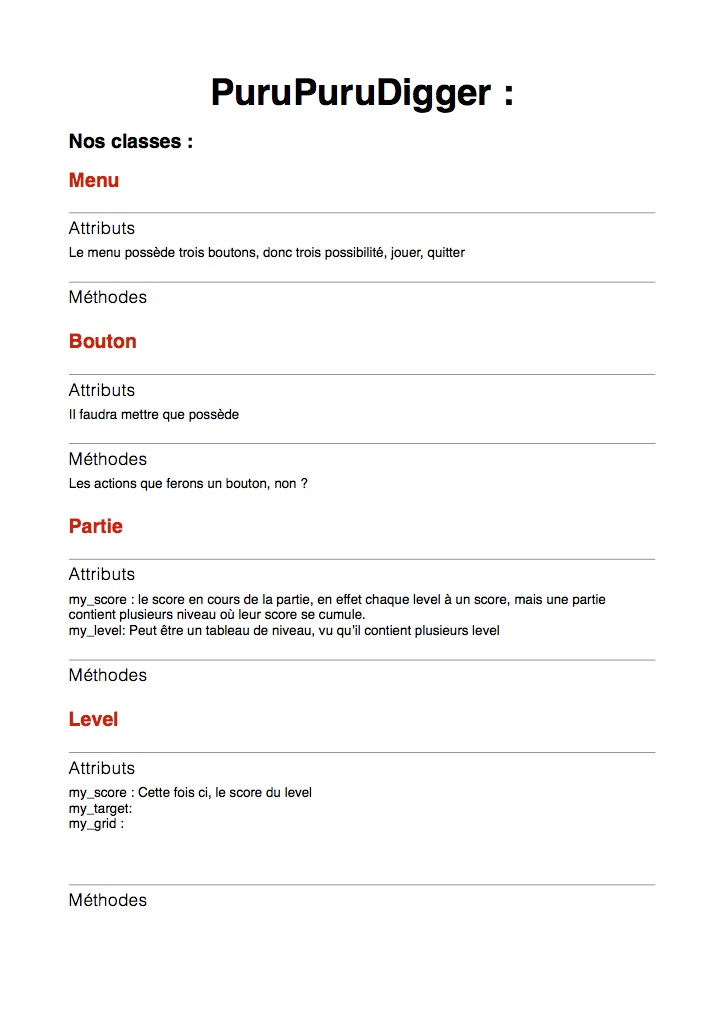 PuruPuruDigger :
Nos classes :
Menu
Attributs
Le menu possède trois boutons, donc trois possibilité, jouer, quitter
Méthodes
Bouton
Attributs
Il faudra mettre que possède
Méthodes
Les actions que ferons un bouton, non ?
Partie
Attributs
my_score : le score en cours de la partie, en effet chaque level à un score, mais une partie
contient plusieurs niveau où leur score se cumule.
my_level: Peut être un tableau de niveau, vu qu'il contient plusieurs level
Méthodes
Level
Attributs
my_score : Cette fois ci, le score du level
my_target:
my_grid :
Méthodes